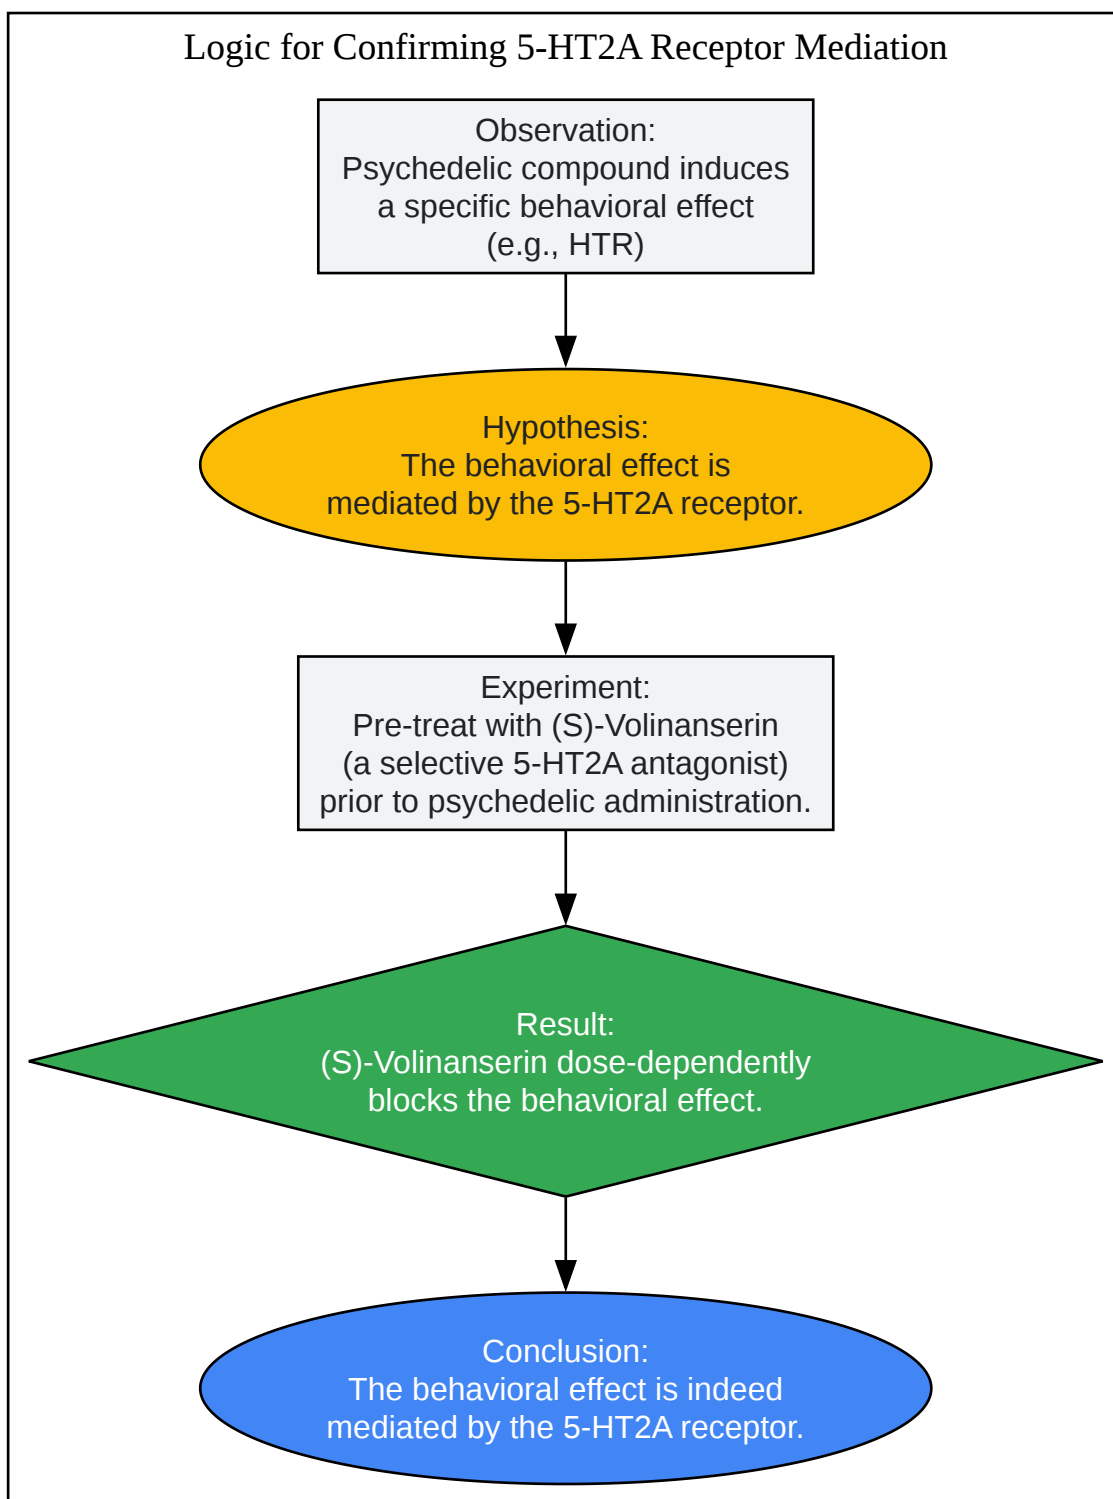 Logic for Confirming 5-HT2A Receptor Mediation
Observation:
Psychedelic compound induces
a specific behavioral effect
(e.g., HTR)
Hypothesis:
The behavioral effect is
mediated by the 5-HT2A receptor.
Experiment:
Pre-treat with (S)-Volinanserin
(a selective 5-HT2A antagonist)
prior to psychedelic administration.
Result:
(S)-Volinanserin dose-dependently
blocks the behavioral effect.
Conclusion:
The behavioral effect is indeed
mediated by the 5-HT2A receptor.